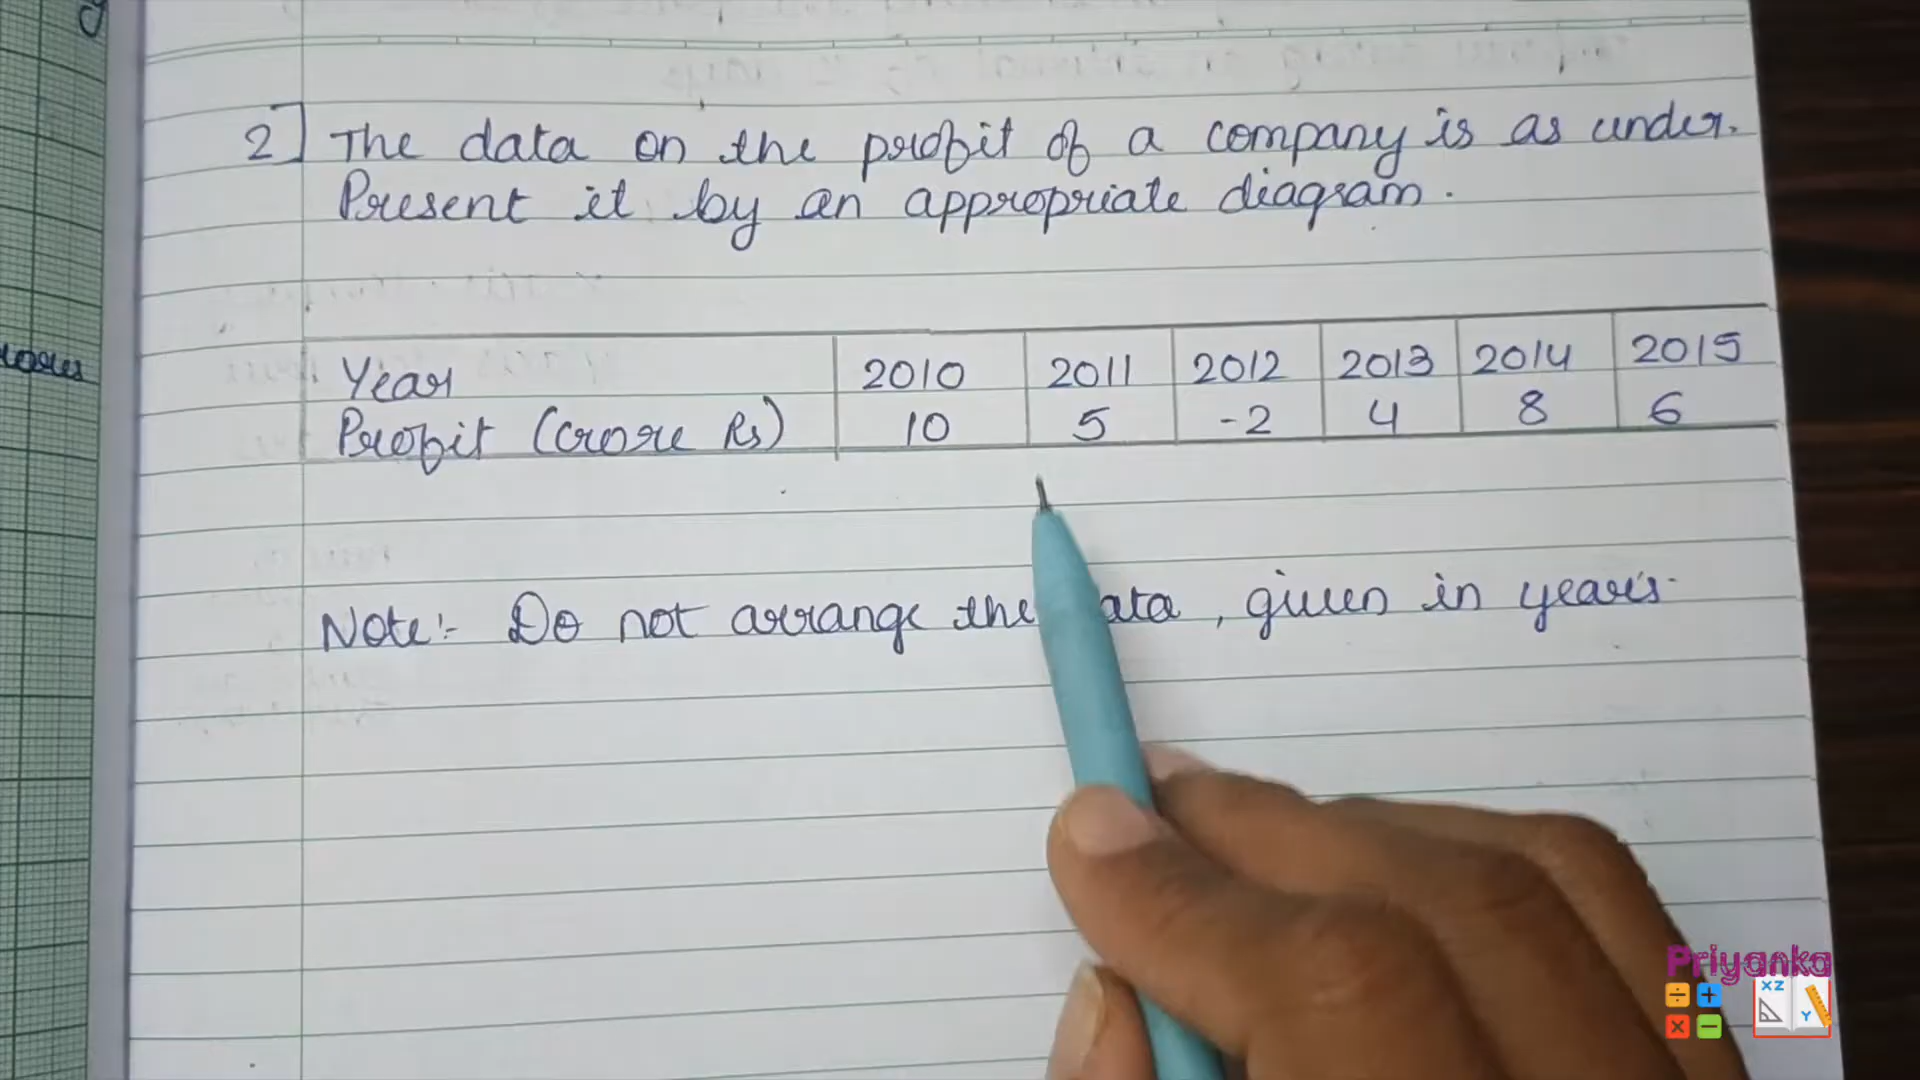 2] The data on the profit of a company is as under.
Present it by an appropriate diagram.
Year 2010 2011 2012 2013 2014 2015
Profit (crore Rs) 10 5 -2 4 8 6
Note:- Do not arrange the data, given in year's.
Priyanka
XZ
Y